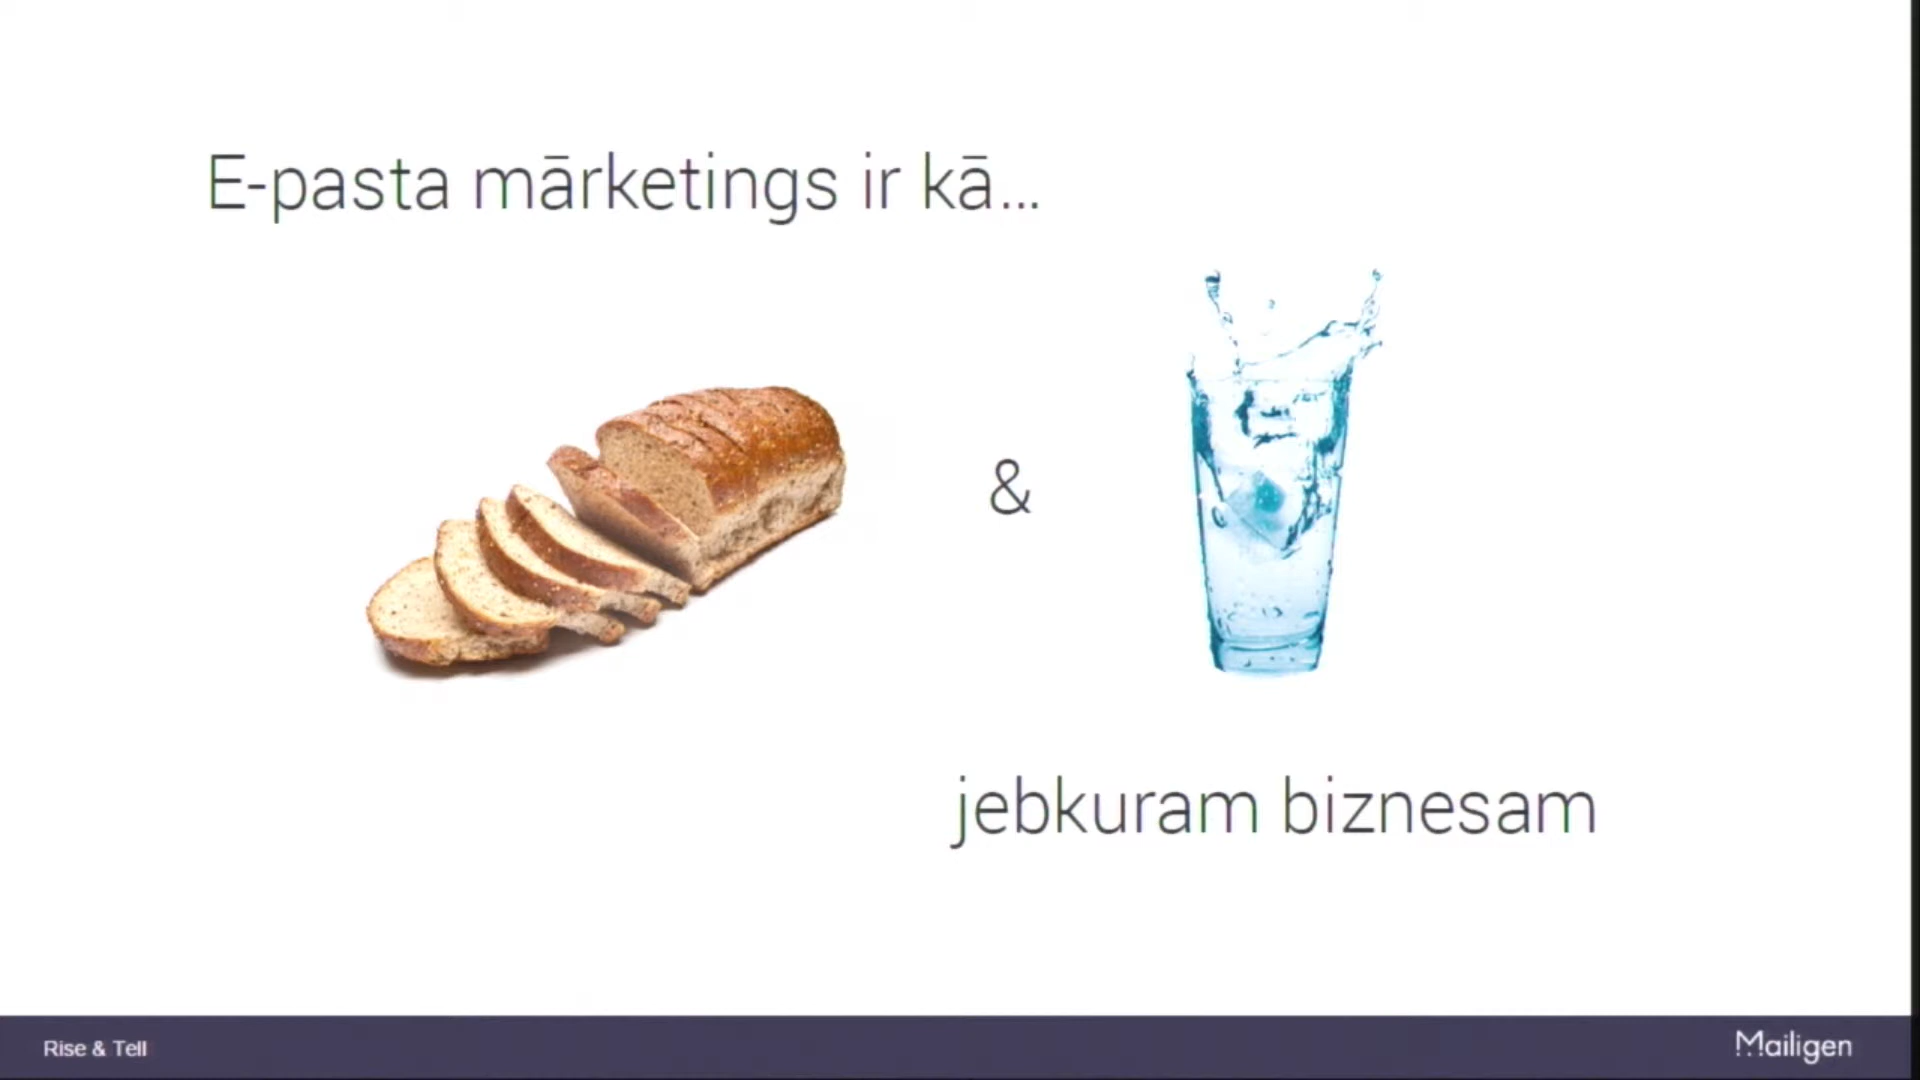 E-pasta mārketings ir kā...
&
jebkuram biznesam
Rise & Tell
Mailigen